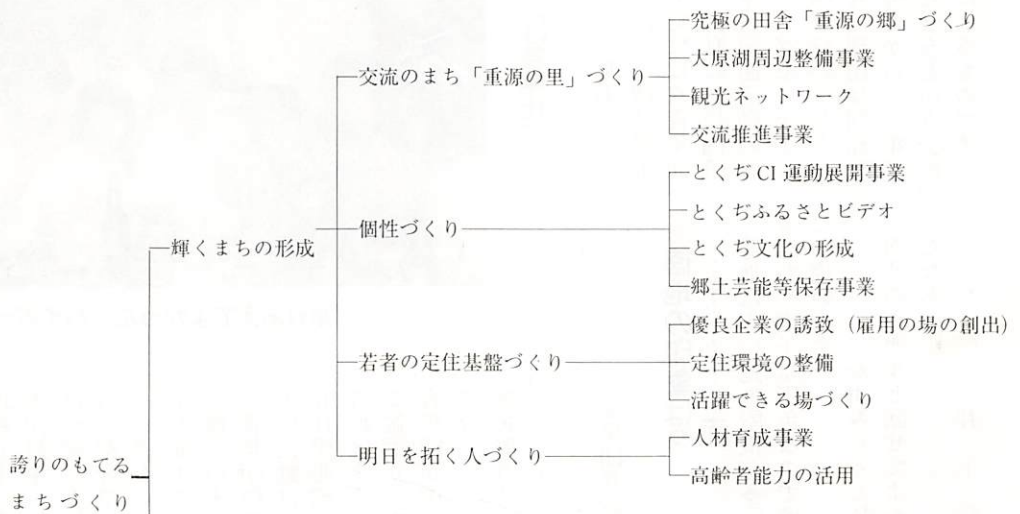 究極の田舎「重源の郷」づくり
交流のまち「重源の里」づくり
大原湖周辺整備事業
観光ネットワーク
交流推進事業
とくぢCI運動展開事業
とくぢふるさとビデオ
個性づくり
輝くまちの形成
とくぢ文化の形成
郷土芸能等保存事業
優良企業の誘致（雇用の場の創出）
若者の定住基盤づくり
定住環境の整備
活躍できる場づくり
人材育成事業
明日を拓く人づくり
高齢者能力の活用
誇りのもてる
まちづくり